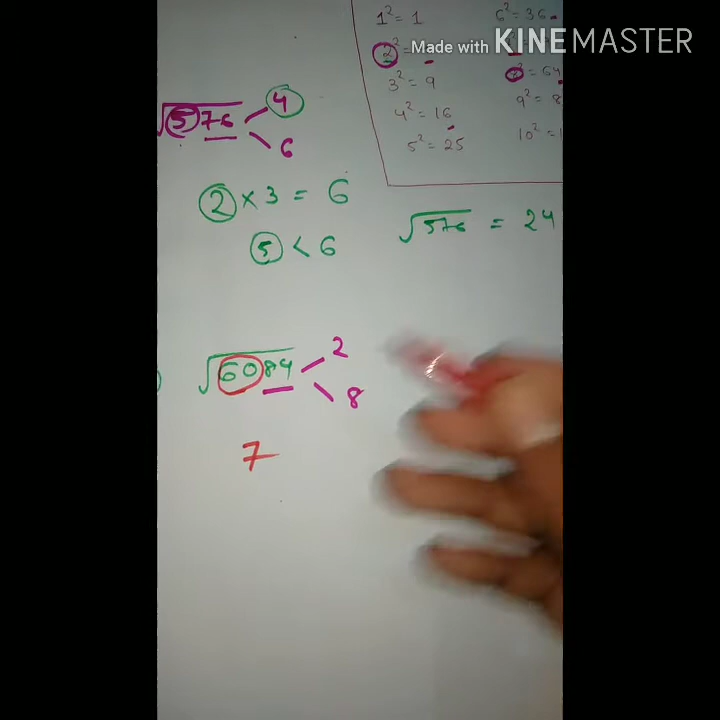 Made with KINEMASTER
1² = 1
6² = 36
2² =
= 64
3² = 9
9² = 8
4² = 16
10² = 1
5² = 25
√576
4
6
2 × 3 = 6
5 < 6
√576 = 24
√6084
2
8
7